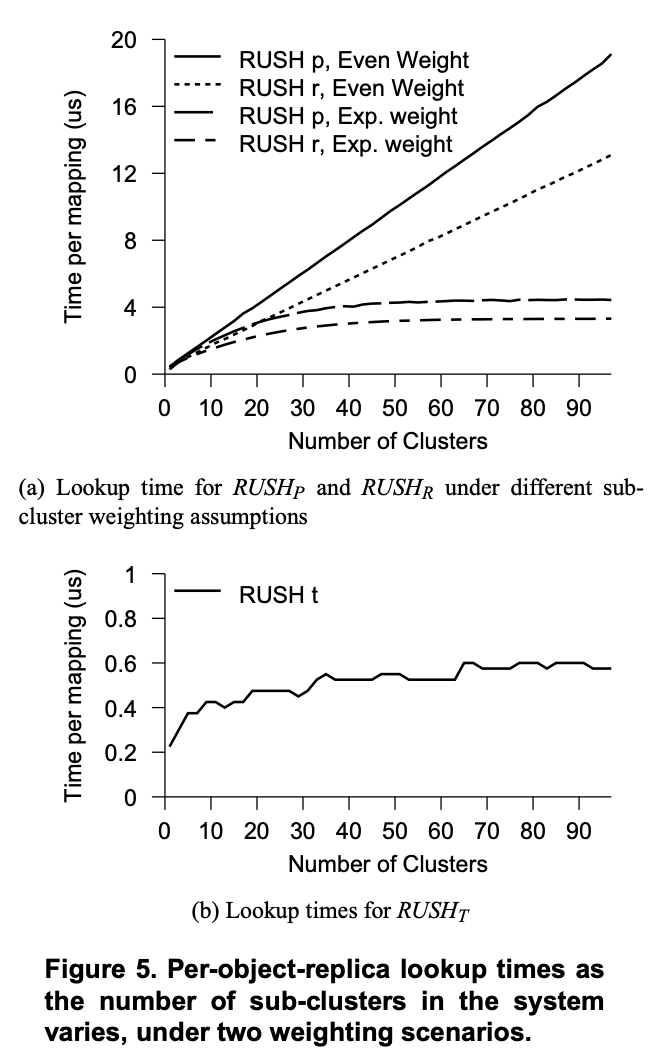 20
16
12
8
4
0
Time per mapping (us)
RUSH p, Even Weight
RUSH r, Even Weight
RUSH p, Exp. weight
RUSH r, Exp. weight
0 10 20 30 40 50 60 70 80 90
Number of Clusters
(a) Lookup time for RUSHP and RUSHR under different sub-
cluster weighting assumptions
1
0.8
0.6
0.4
0.2
0
Time per mapping (us)
RUSH t
0 10 20 30 40 50 60 70 80 90
Number of Clusters
(b) Lookup times for RUSHT
Figure 5. Per-object-replica lookup times as
the number of sub-clusters in the system
varies, under two weighting scenarios.